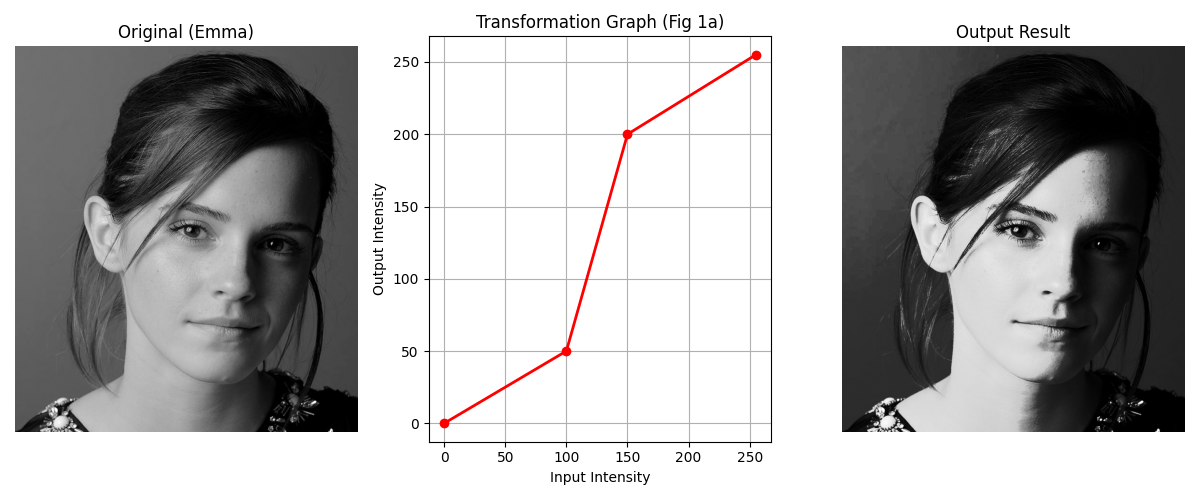 Original (Emma)
Transformation Graph (Fig 1a)
Output Result
250
200
150
100
50
0
Output Intensity
0 50 100 150 200 250
Input Intensity